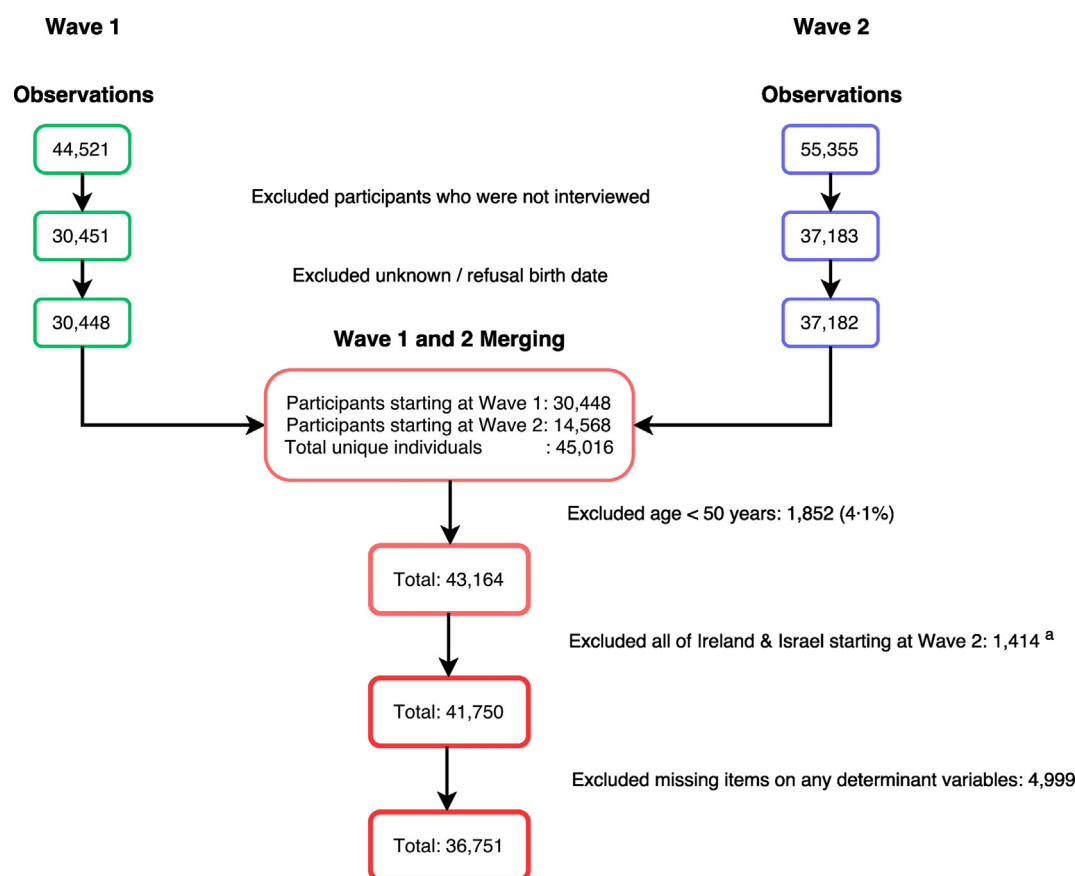 Wave 1
Wave 2
Observations
Observations
44,521
55,355
Excluded participants who were not interviewed
30,451
37,183
Excluded unknown / refusal birth date
30,448
37,182
Wave 1 and 2 Merging
Participants starting at Wave 1: 30,448
Participants starting at Wave 2: 14,568
Total unique individuals : 45,016
Excluded age < 50 years: 1,852 (4·1%)
Total: 43,164
Excluded all of Ireland & Israel starting at Wave 2: 1,414 a
Total: 41,750
Excluded missing items on any determinant variables: 4,999
Total: 36,751